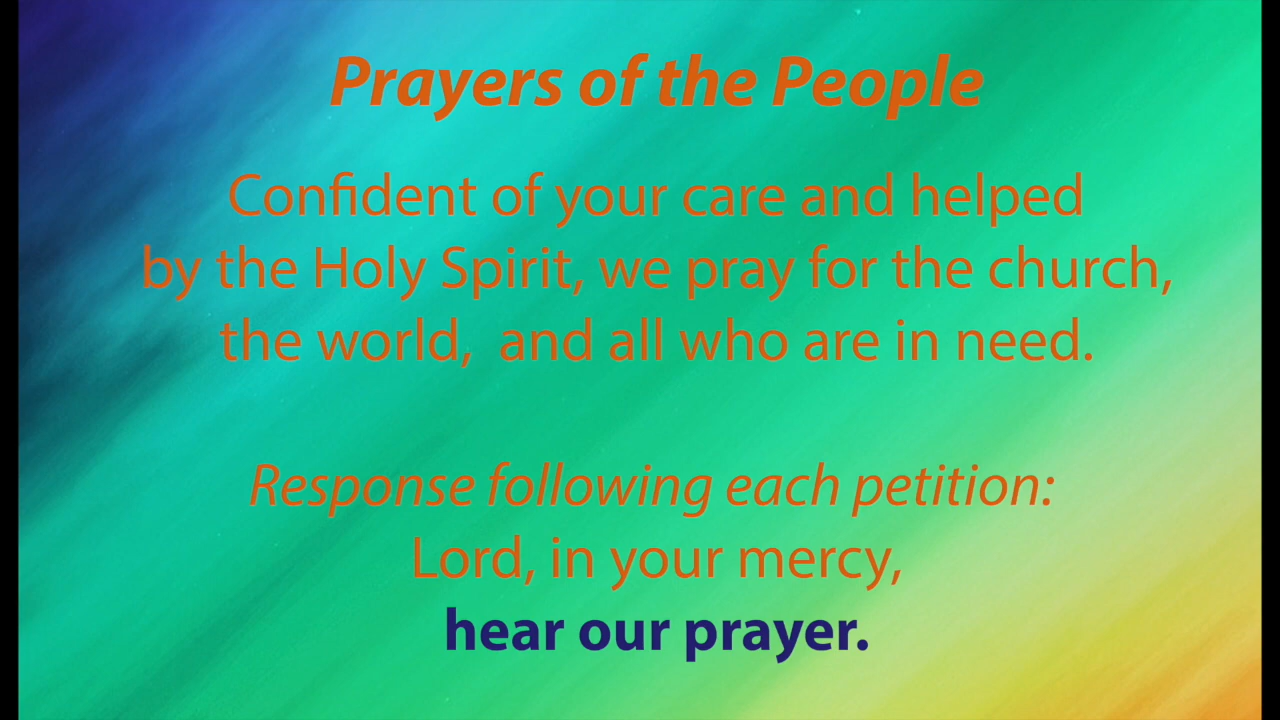 Prayers of the People
Confident of your care and helped
by the Holy Spirit, we pray for the church,
the world,  and all who are in need.
Response following each petition:
Lord, in your mercy,
hear our prayer.